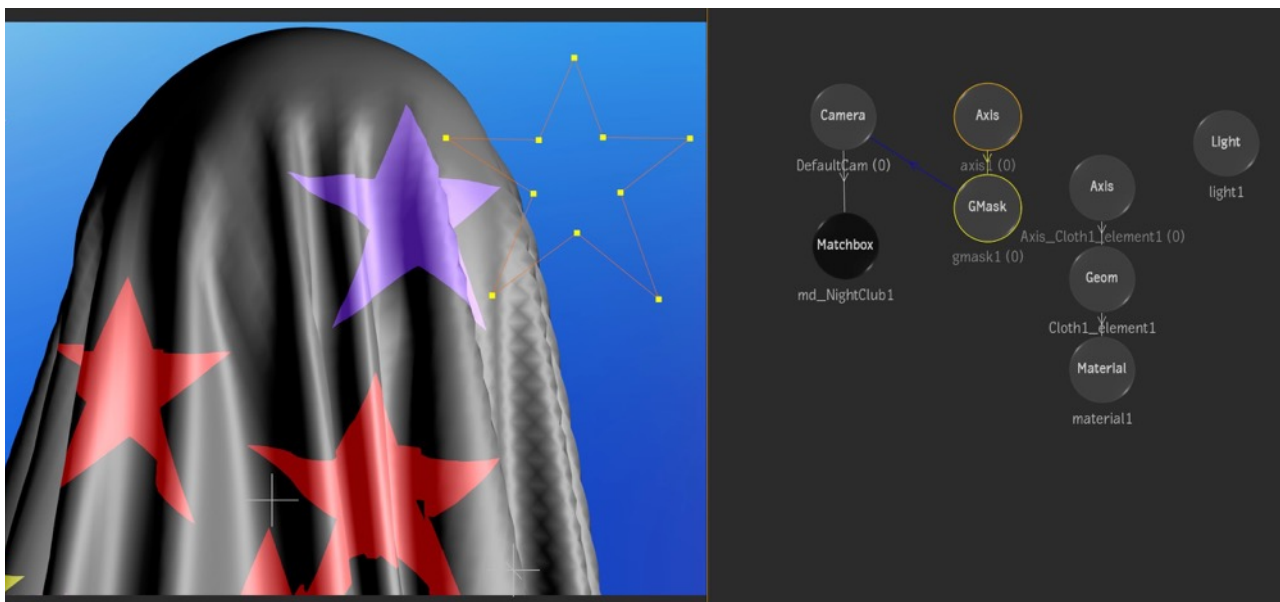 Camera
DefaultCam (0)
Matchbox
md_NightClub1
Axis
axis1 (0)
GMask
gmask1 (0)
Axis
Axis_Cloth1_element1 (0)
Geom
Cloth1_element1
Material
material1
Light
light1